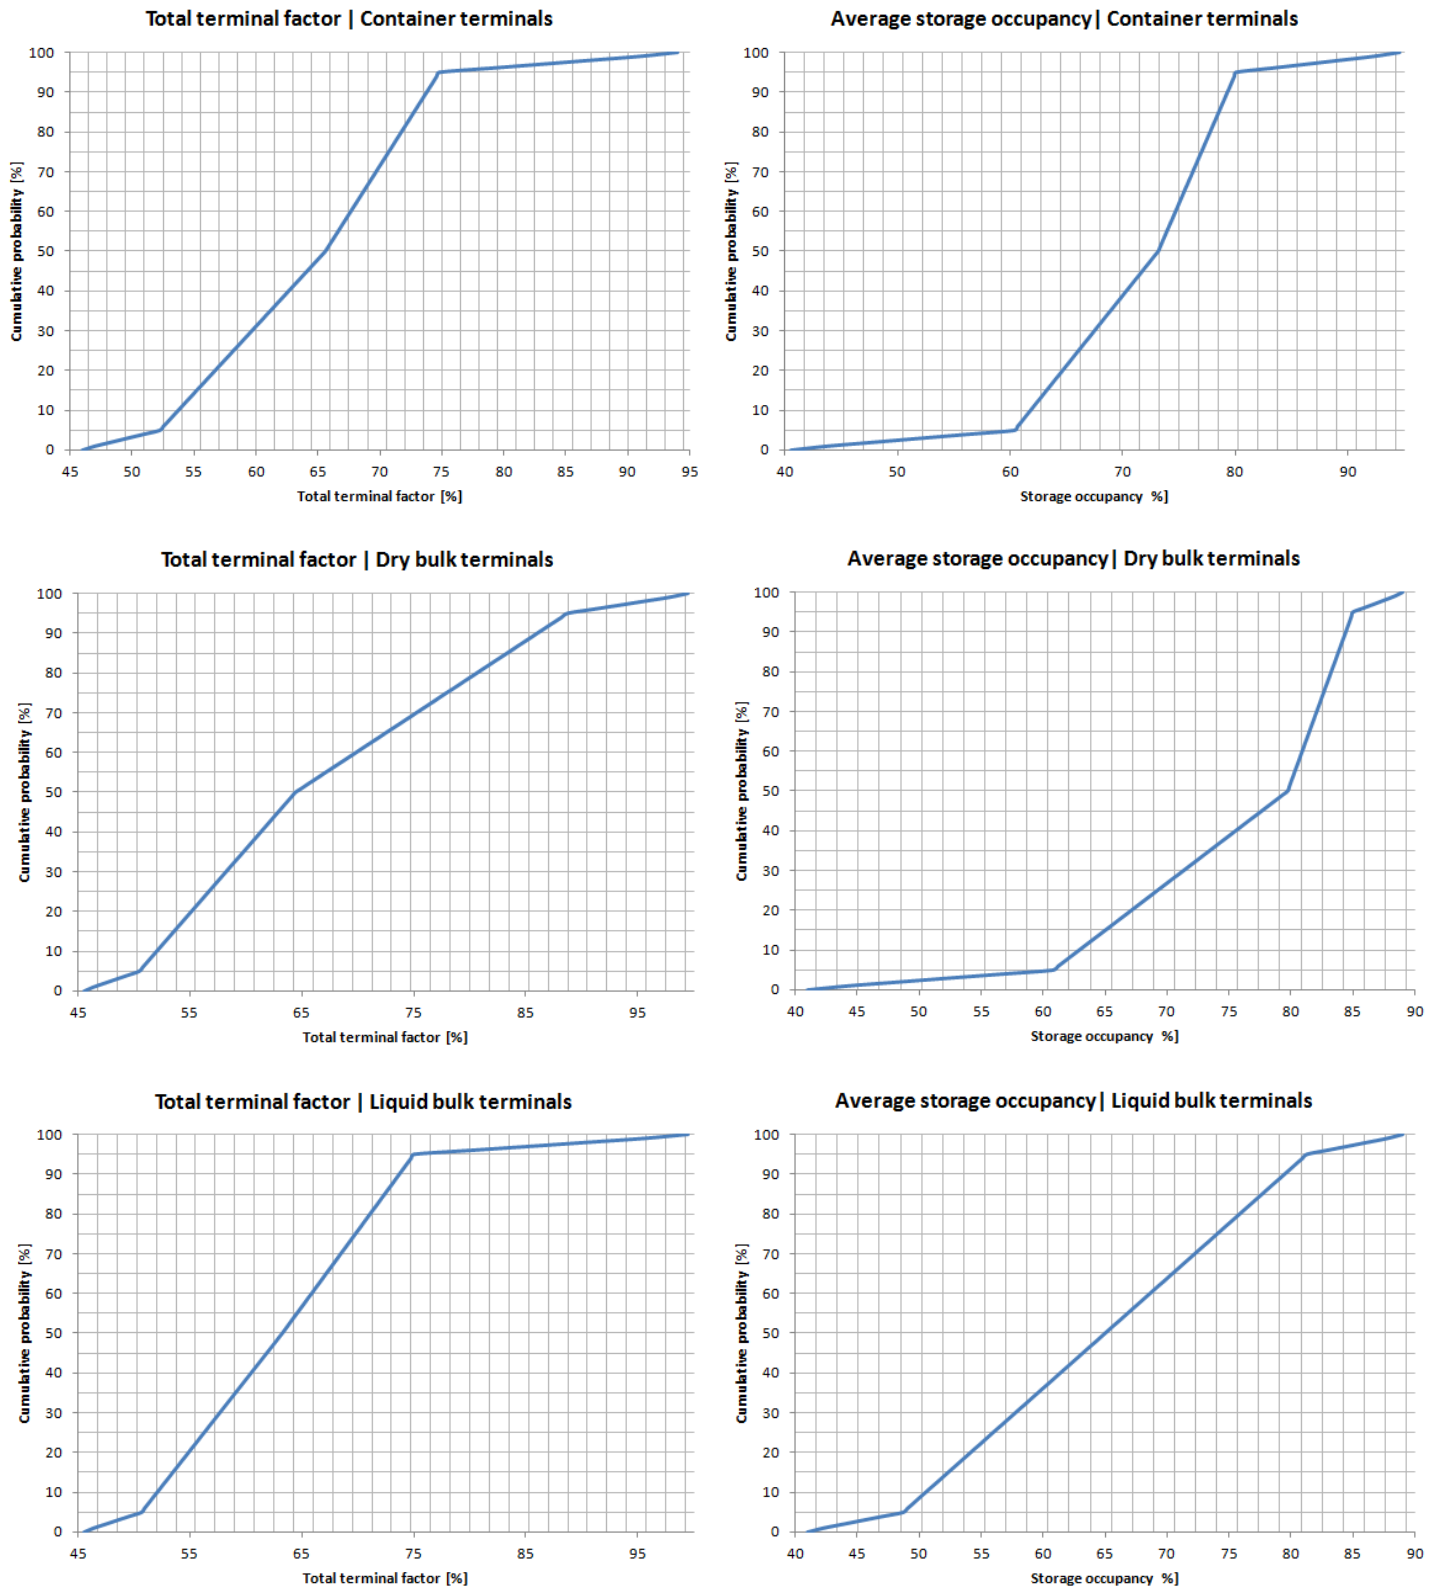 Total terminal factor | Container terminals
Cumulative probability [%]
100
90
80
70
60
50
40
30
20
10
0
45 50 55 60 65 70 75 80 85 90 95
Total terminal factor [%]
Average storage occupancy| Container terminals
Cumulative probability [%]
100
90
80
70
60
50
40
30
20
10
0
40 50 60 70 80 90
Storage occupancy %]
Total terminal factor | Dry bulk terminals
Cumulative probability [%]
100
90
80
70
60
50
40
30
20
10
0
45 55 65 75 85 95
Total terminal factor [%]
Average storage occupancy| Dry bulk terminals
Cumulative probability [%]
100
90
80
70
60
50
40
30
20
10
0
40 45 50 55 60 65 70 75 80 85 90
Storage occupancy %]
Total terminal factor | Liquid bulk terminals
Cumulative probability [%]
100
90
80
70
60
50
40
30
20
10
0
45 55 65 75 85 95
Total terminal factor [%]
Average storage occupancy| Liquid bulk terminals
Cumulative probability [%]
100
90
80
70
60
50
40
30
20
10
0
40 45 50 55 60 65 70 75 80 85 90
Storage occupancy %]